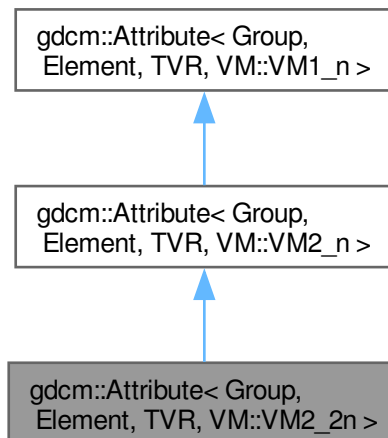 gdcm::Attribute< Group,
Element, TVR, VM::VM1_n >
gdcm::Attribute< Group,
Element, TVR, VM::VM2_n >
gdcm::Attribute< Group,
Element, TVR, VM::VM2_2n >